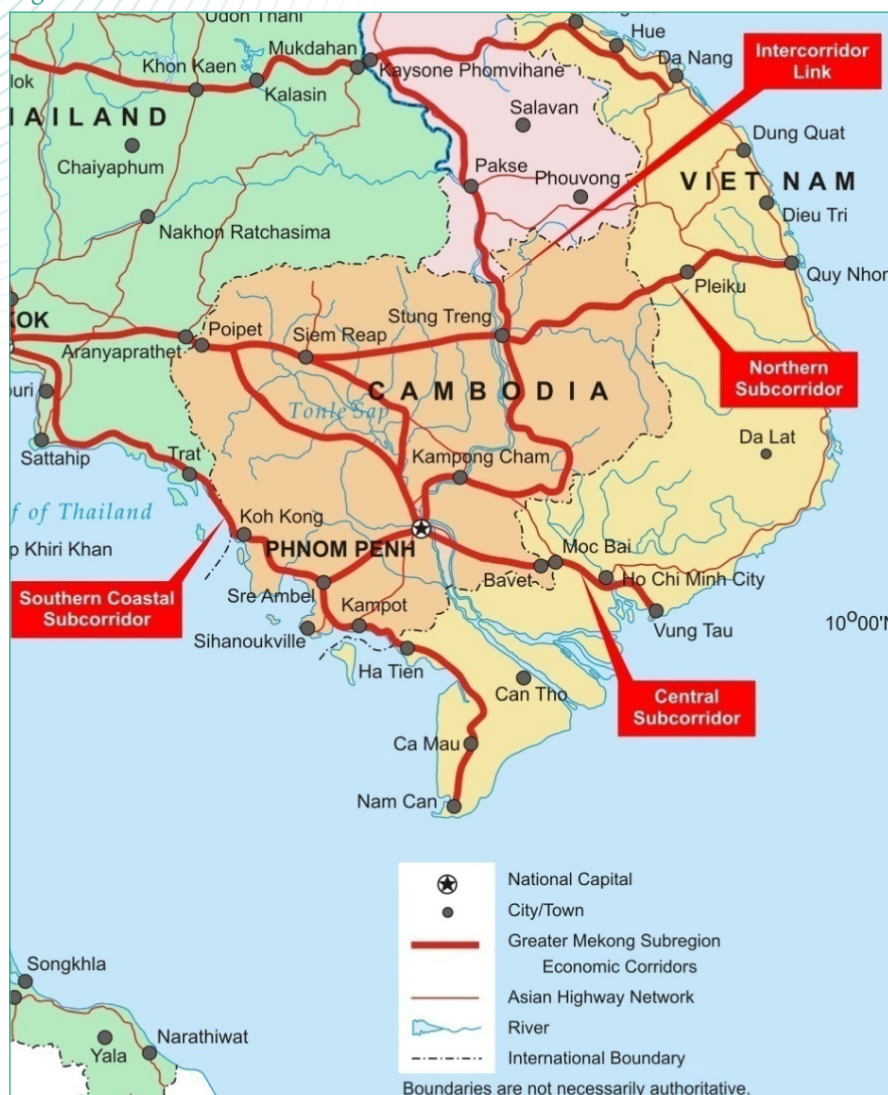 Udon Thani
Mukdahan
Hue
Da Nang
Intercorridor
Link
Khon Kaen
Kaysone Phomvihane
lok
Kalasin
Salavan
Dung Quat
AILAND
Chaiyaphum
Pakse
Phouvong
VIET NAM
Dieu Tri
Nakhon Ratchasima
Quy Nhon
Pleiku
KOK
Poipet
Siem Reap
Stung Treng
Aranyaprathet
Northern
Subcorridor
CAMBODIA
uri
Tonle Sap
Da Lat
Sattahip
Trat
Kampong Cham
f of Thailand
Koh Kong
p Khiri Khan
PHNOM PENH
Moc Bai
Bavet
Ho Chi Minh City
Southern Coastal
Subcorridor
Sre Ambel
Kampot
Vung Tau
10°00'N
Sihanoukville
Ha Tien
Can Tho
Central
Subcorridor
Ca Mau
Nam Can
National Capital
City/Town
Greater Mekong Subregion
Economic Corridors
Asian Highway Network
River
International Boundary
Boundaries are not necessarily authoritative.
Songkhla
Narathiwat
Yala